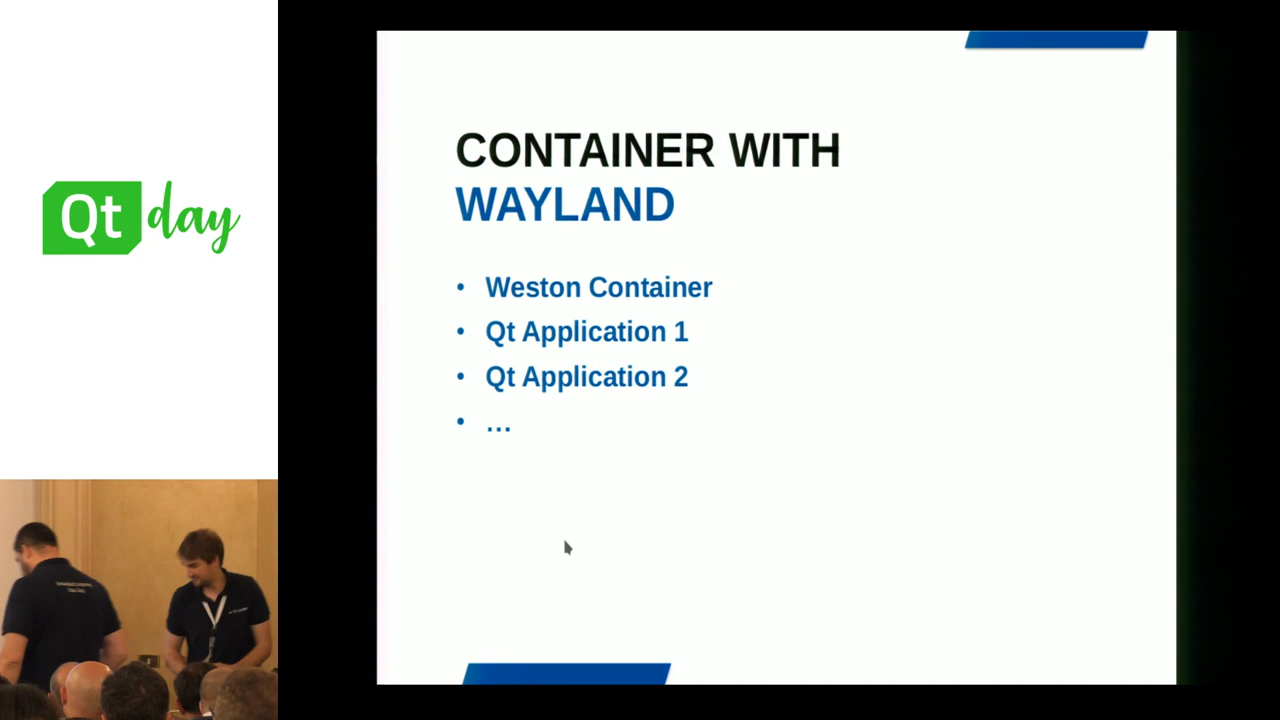 Qt day
CONTAINER WITH
WAYLAND
• Weston Container
• Qt Application 1
• Qt Application 2
• ...